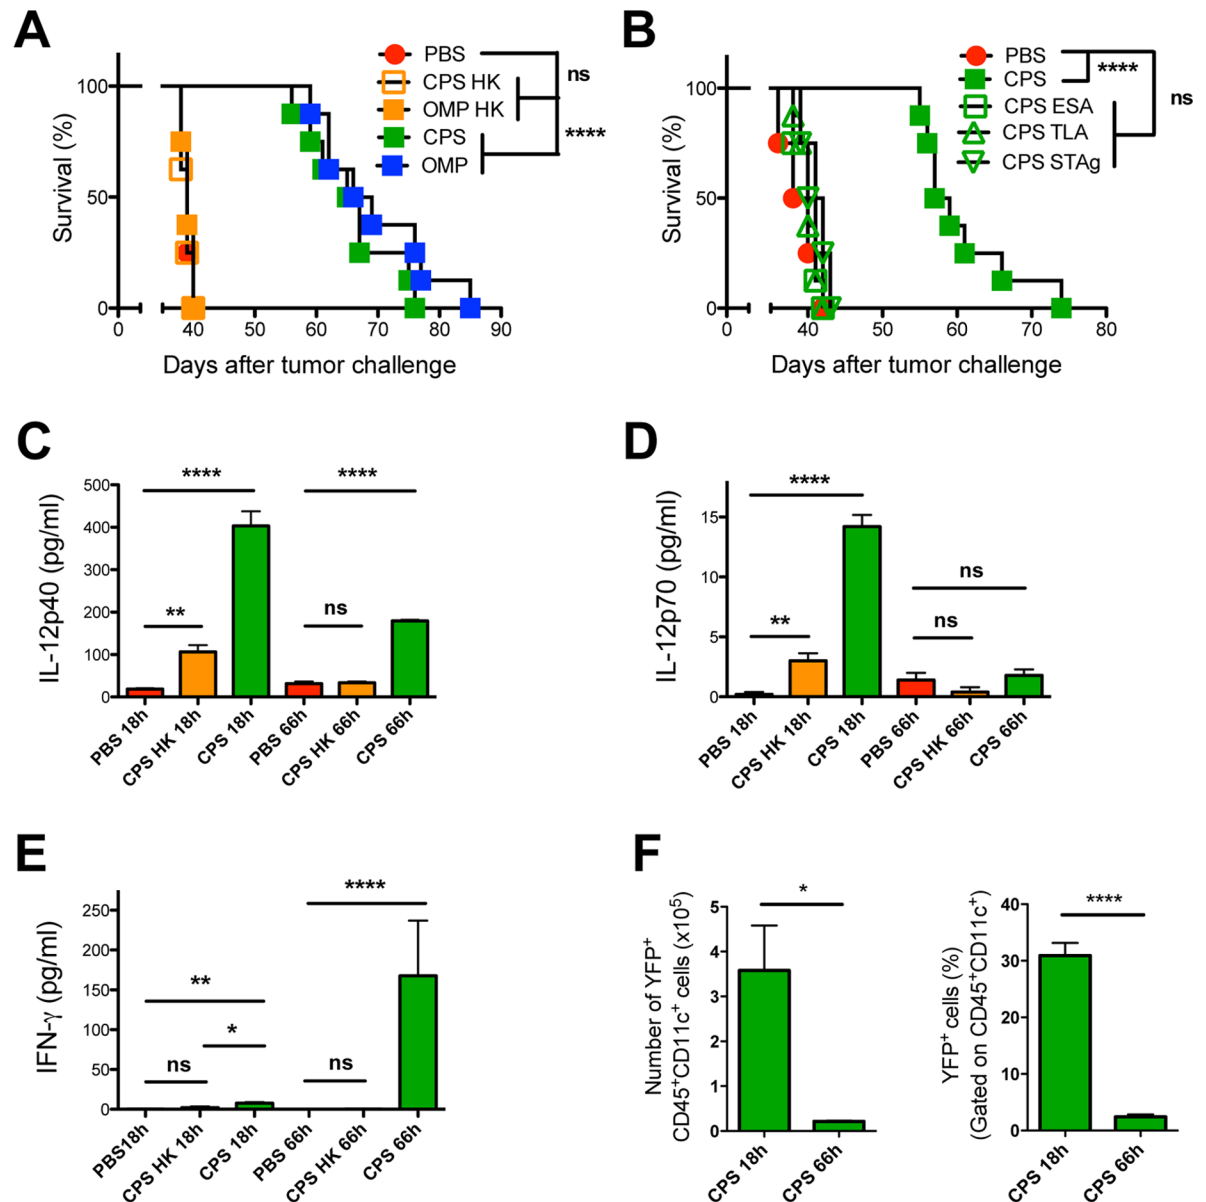 A
PBS
CPS HK
OMP HK
CPS
OMP
ns
****
Survival (%)
100
50
0
0 40 50 60 70 80 90
Days after tumor challenge
B
PBS
CPS
CPS ESA
CPS TLA
CPS STAg
****
ns
Survival (%)
100
50
0
0 40 50 60 70 80
Days after tumor challenge
C
IL-12p40 (pg/ml)
500
400
300
200
100
0
****
****
**
ns
PBS 18h
CPS HK 18h
CPS 18h
PBS 66h
CPS HK 66h
CPS 66h
D
IL-12p70 (pg/ml)
15
10
5
0
****
ns
**
ns
PBS 18h
CPS HK 18h
CPS 18h
PBS 66h
CPS HK 66h
CPS 66h
E
IFN-γ (pg/ml)
250
200
150
100
50
0
****
**
*
ns
ns
PBS18h
CPS HK 18h
CPS 18h
PBS 66h
CPS HK 66h
CPS 66h
F
Number of YFP⁺
CD45⁺CD11c⁺ cells (x10⁵)
5
4
3
2
1
0
*
CPS 18h
CPS 66h
YFP⁺ cells (%)
(Gated on CD45⁺CD11c⁺)
40
30
20
10
0
****
CPS 18h
CPS 66h